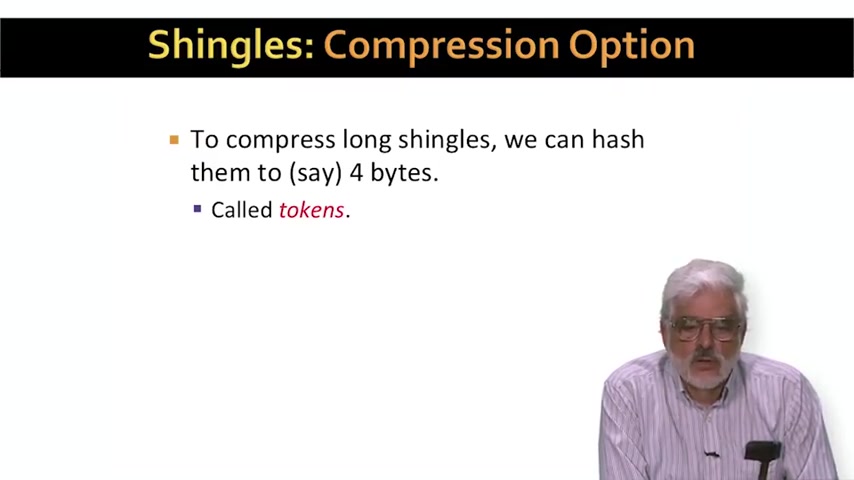 Shingles: Compression Option
To compress long shingles, we can hash
them to (say) 4 bytes.
Called tokens.